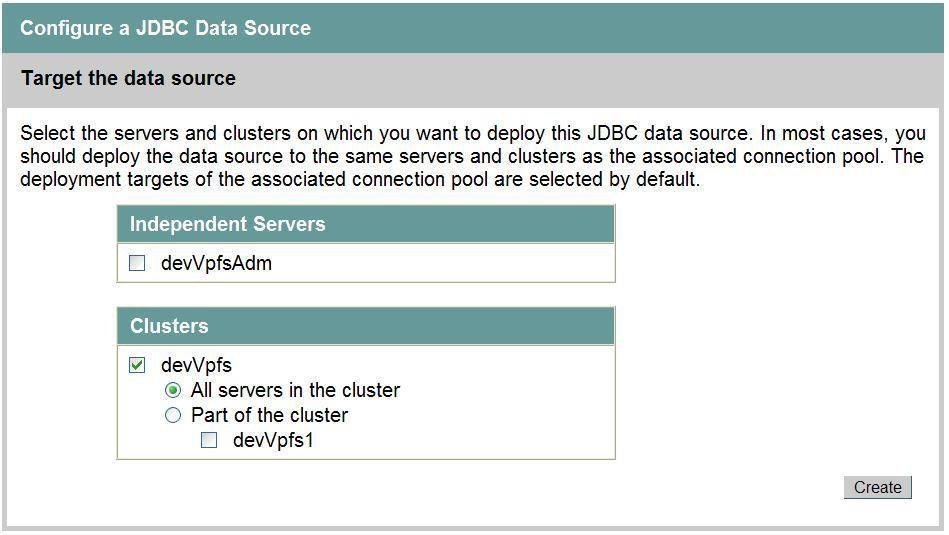 Configure a JDBC Data Source
Target the data source
Select the servers and clusters on which you want to deploy this JDBC data source. In most cases, you
should deploy the data source to the same servers and clusters as the associated connection pool. The
deployment targets of the associated connection pool are selected by default.
Independent Servers
devVpfsAdm
Clusters
devVpfs
All servers in the cluster
Part of the cluster
devVpfs1
Create